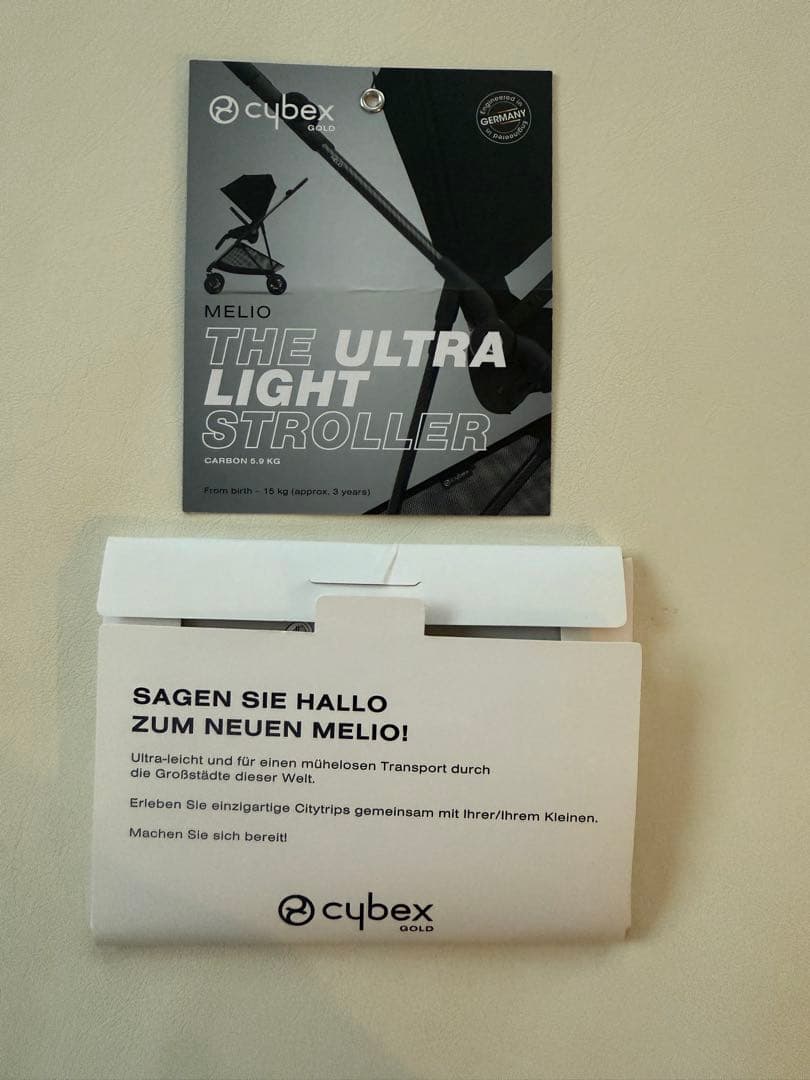 cybex
GOLD
Engineered in
GERMANY
Engineered in
MELIO
THE ULTRA
LIGHT
STROLLER
CARBON 5.9 KG
From birth – 15 kg (approx. 3 years)
cybex
SAGEN SIE HALLO
ZUM NEUEN MELIO!
Ultra-leicht und für einen mühelosen Transport durch
die Großstädte dieser Welt.
Erleben Sie einzigartige Citytrips gemeinsam mit Ihrer/Ihrem Kleinen.
Machen Sie sich bereit!
cybex
GOLD